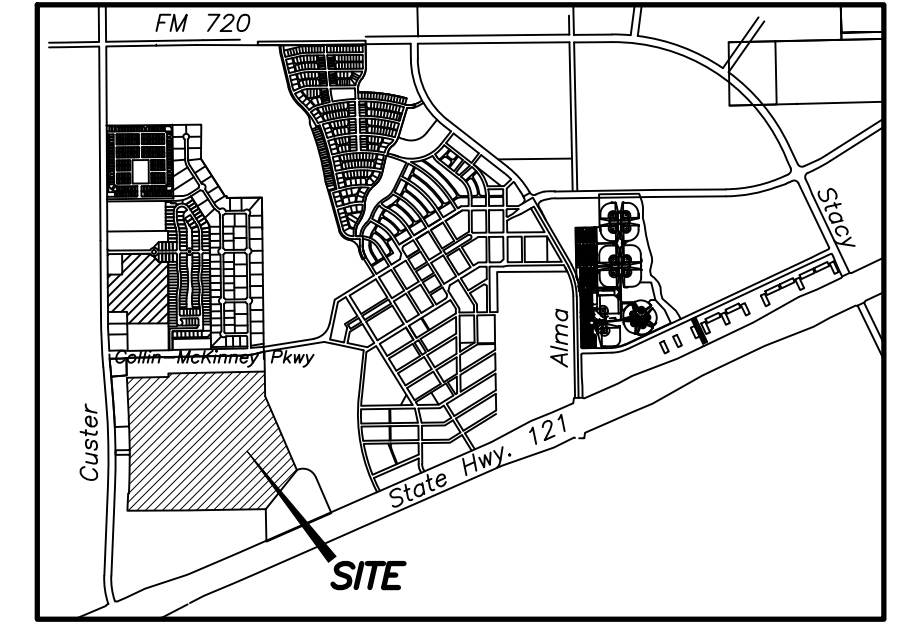 FM 720
Stacy
Alma
Collin McKinney Pkwy
Custer
State Hwy. 121
SITE